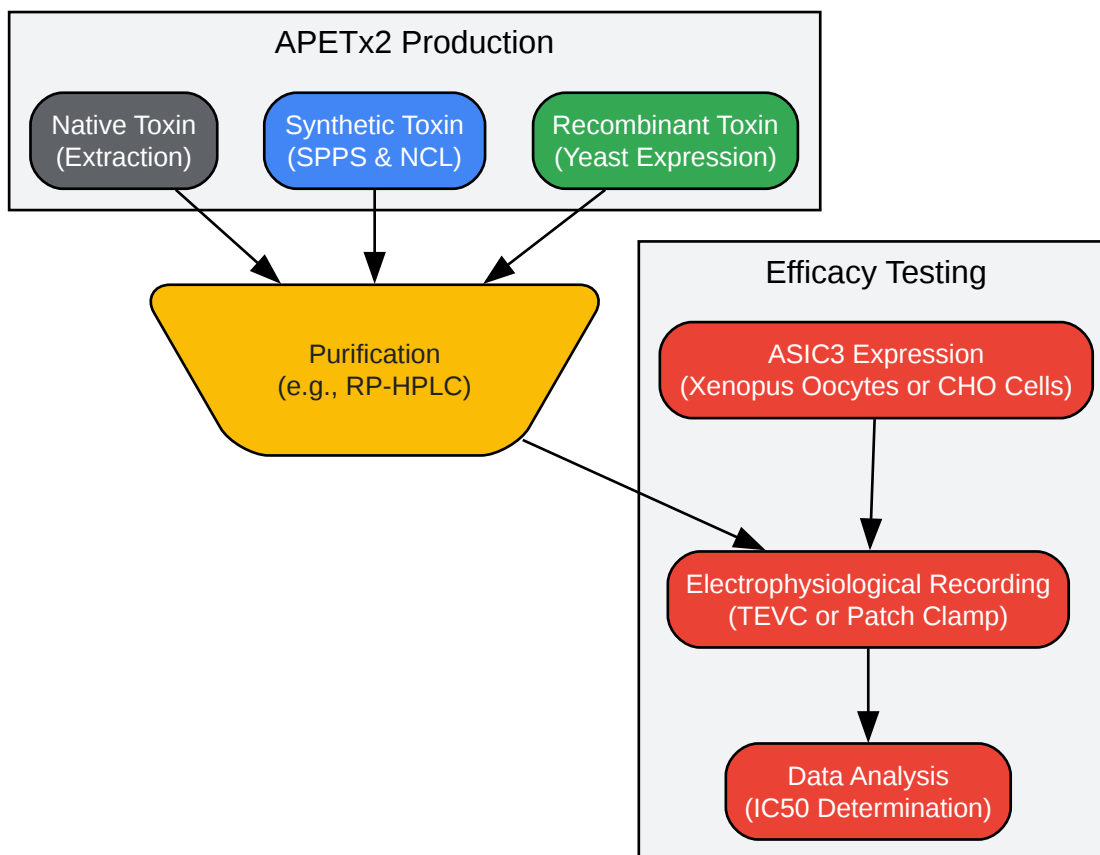 APETx2 Production
Native Toxin
(Extraction)
Synthetic Toxin
(SPPS & NCL)
Recombinant Toxin
(Yeast Expression)
Purification
(e.g., RP-HPLC)
Efficacy Testing
ASIC3 Expression
(Xenopus Oocytes or CHO Cells)
Electrophysiological Recording
(TEVC or Patch Clamp)
Data Analysis
(IC50 Determination)